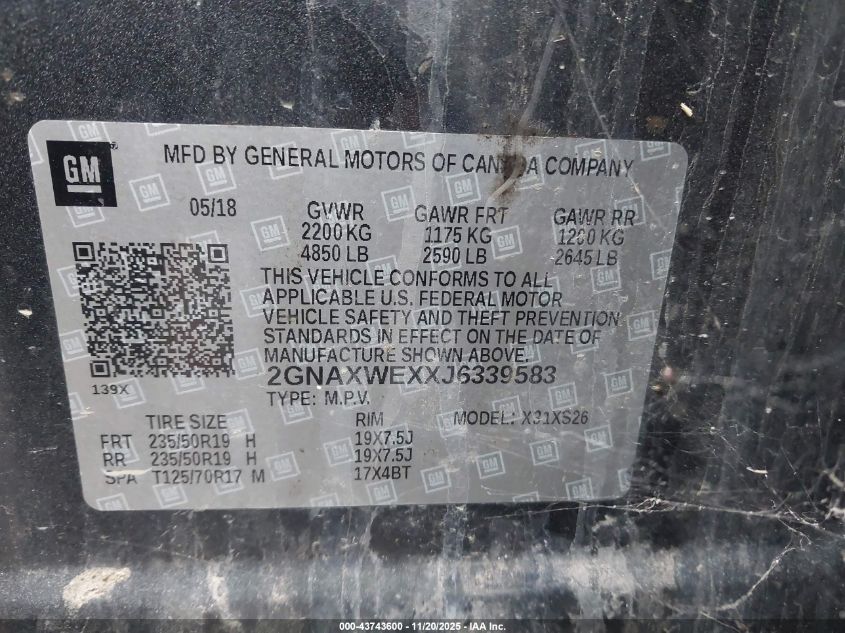 GM
MFD BY GENERAL MOTORS OF CANADA COMPANY
05/18 GVWR GAWR FRT GAWR RR
2200 KG 1175 KG 1200 KG
4850 LB 2590 LB 2645 LB
THIS VEHICLE CONFORMS TO ALL
APPLICABLE U.S. FEDERAL MOTOR
VEHICLE SAFETY AND THEFT PREVENTION
STANDARDS IN EFFECT ON THE DATE OF
MANUFACTURE SHOWN ABOVE.
139X
2GNAXWEXXJ6339583
TYPE: M.P.V. MODEL: X31XS26
TIRE SIZE RIM
FRT 235/50R19 H 19X7.5J
RR 235/50R19 H 19X7.5J
SPA T125/70R17 M 17X4BT
000-43743600 - 11/20/2025 - IAA Inc.